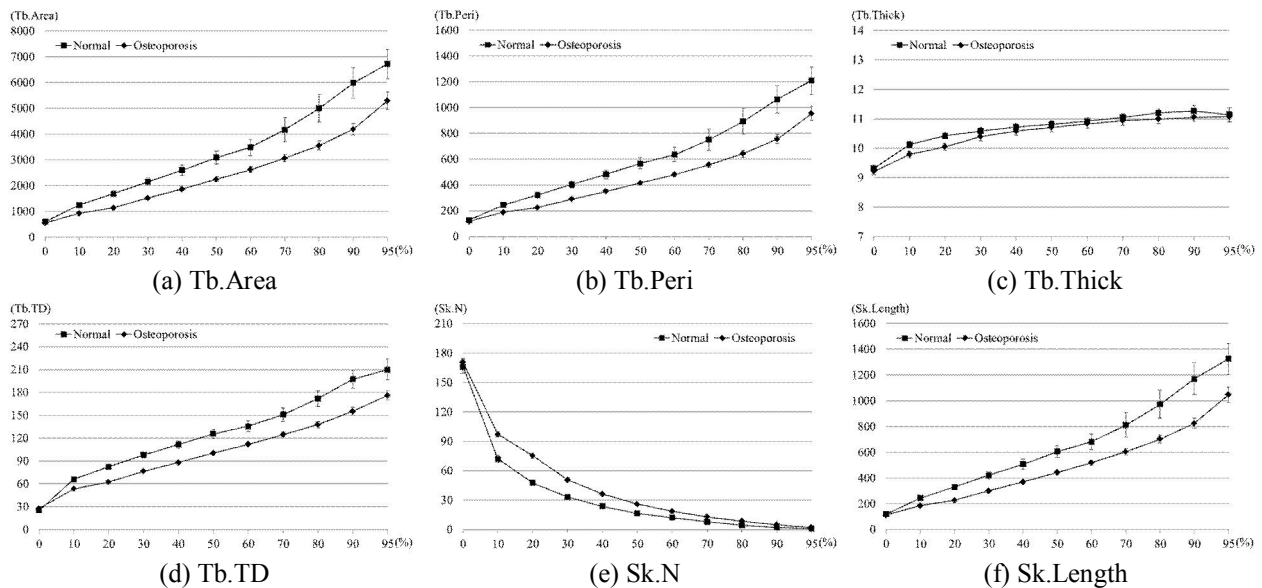 (Tb.Area)
8000
7000
6000
5000
4000
3000
2000
1000
0
Normal Osteoporosis
0 10 20 30 40 50 60 70 80 90 95(%)
(a) Tb.Area
(Tb.Peri)
1600
1400
1200
1000
800
600
400
200
0
Normal Osteoporosis
0 10 20 30 40 50 60 70 80 90 95(%)
(b) Tb.Peri
(Tb.Thick)
14
13
12
11
10
9
8
7
Normal Osteoporosis
0 10 20 30 40 50 60 70 80 90 95(%)
(c) Tb.Thick
(Tb.TD)
270
240
210
180
150
120
90
60
30
0
Normal Osteoporosis
0 10 20 30 40 50 60 70 80 90 95(%)
(d) Tb.TD
(Sk.N)
210
180
150
120
90
60
30
0
Normal Osteoporosis
0 10 20 30 40 50 60 70 80 90 95(%)
(e) Sk.N
(Sk.Length)
1600
1400
1200
1000
800
600
400
200
0
Normal Osteoporosis
0 10 20 30 40 50 60 70 80 90 95(%)
(f) Sk.Length